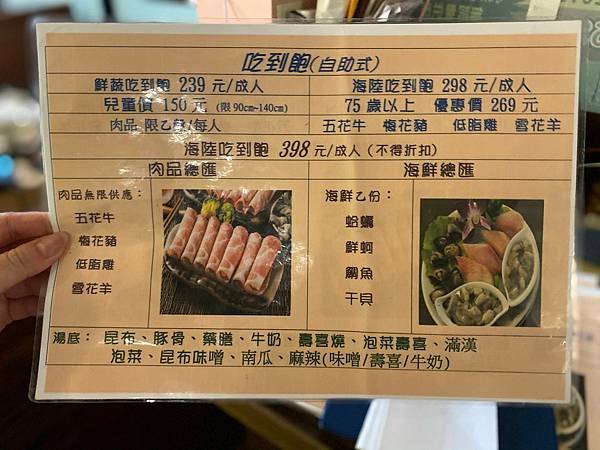 吃到飽(自助式)
鮮蔬吃到飽 239 元/成人
海陸吃到飽 298 元/成人
兒童價 150 元 (限 90cm~140cm)
75 歲以上 優惠價 269 元
肉品 限乙盤/每人
五花牛 梅花豬 低脂雞 雪花羊
海陸吃到飽 398 元/成人（不得折扣）
肉品總匯
海鮮總匯
肉品無限供應：
五花牛
梅花豬
低脂雞
雪花羊
海鮮乙份：
蛤蠣
鮮蚵
鯛魚
干貝
湯底： 昆布、豚骨、藥膳、牛奶、壽喜燒、泡菜壽喜、滿漢
泡菜、昆布味噌、南瓜、麻辣(味噌/壽喜/牛奶)